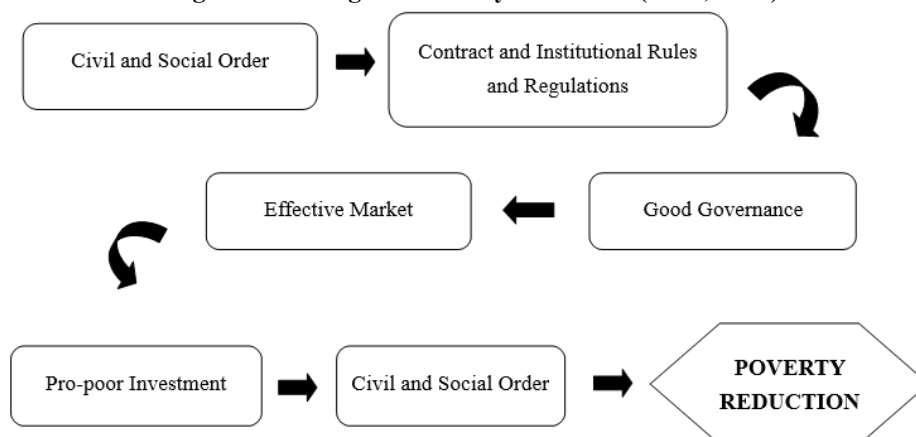 Civil and Social Order
Contract and Institutional Rules
and Regulations
Effective Market
Good Governance
Pro-poor Investment
Civil and Social Order
POVERTY
REDUCTION